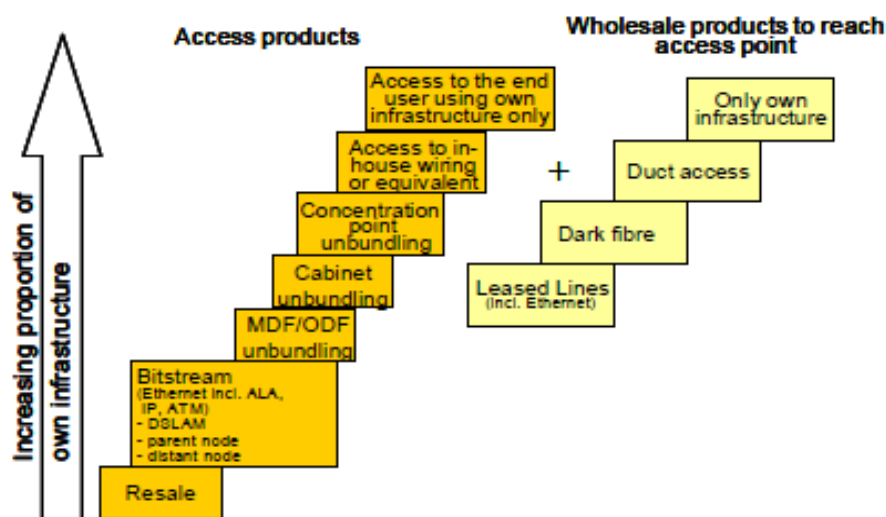 Access products
Wholesale products to reach
access point
Increasing proportion of
own infrastructure
Access to the end
user using own
infrastructure only
Access to in-
house wiring
or equivalent
Concentration
point
unbundling
Cabinet
unbundling
MDF/ODF
unbundling
Bitstream
(Ethernet incl. ALA,
IP, ATM)
- DSLAM
- parent node
- distant node
Resale
+
Only own
infrastructure
Duct access
Dark fibre
Leased Lines
(Incl. Ethernet)